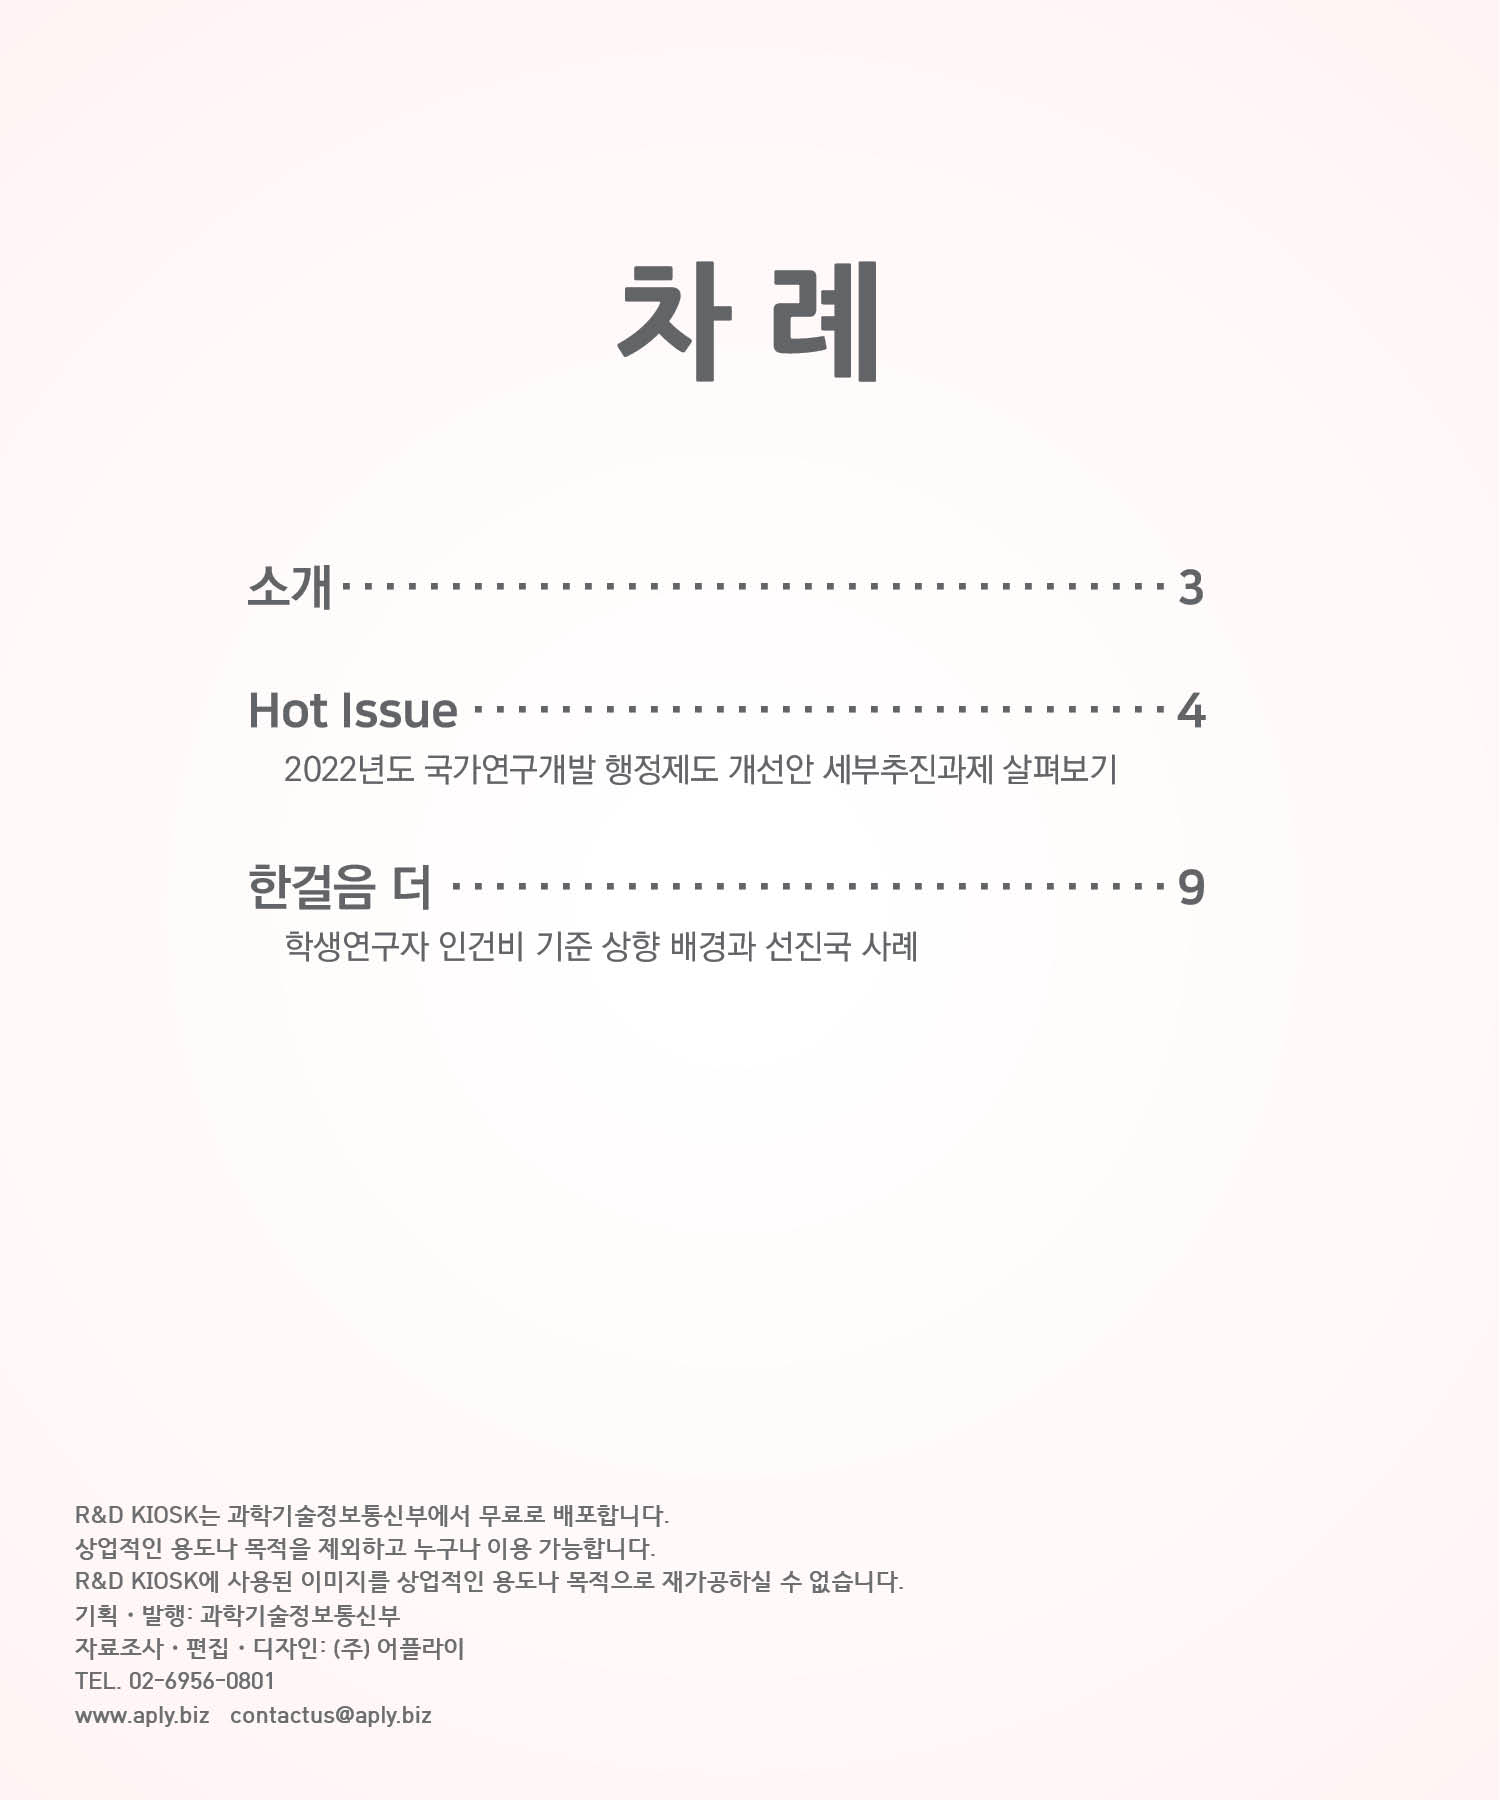 차 례
소개 ······································ 3
Hot Issue ································ 4
2022년도 국가연구개발 행정제도 개선안 세부추진과제 살펴보기
한걸음 더 ································· 9
학생연구자 인건비 기준 상향 배경과 선진국 사례
R&D KIOSK는 과학기술정보통신부에서 무료로 배포합니다.
상업적인 용도나 목적을 제외하고 누구나 이용 가능합니다.
R&D KIOSK에 사용된 이미지를 상업적인 용도나 목적으로 재가공하실 수 없습니다.
기획·발행: 과학기술정보통신부
자료조사·편집·디자인: (주) 어플라이
TEL. 02-6956-0801
www.aply.biz contactus@aply.biz